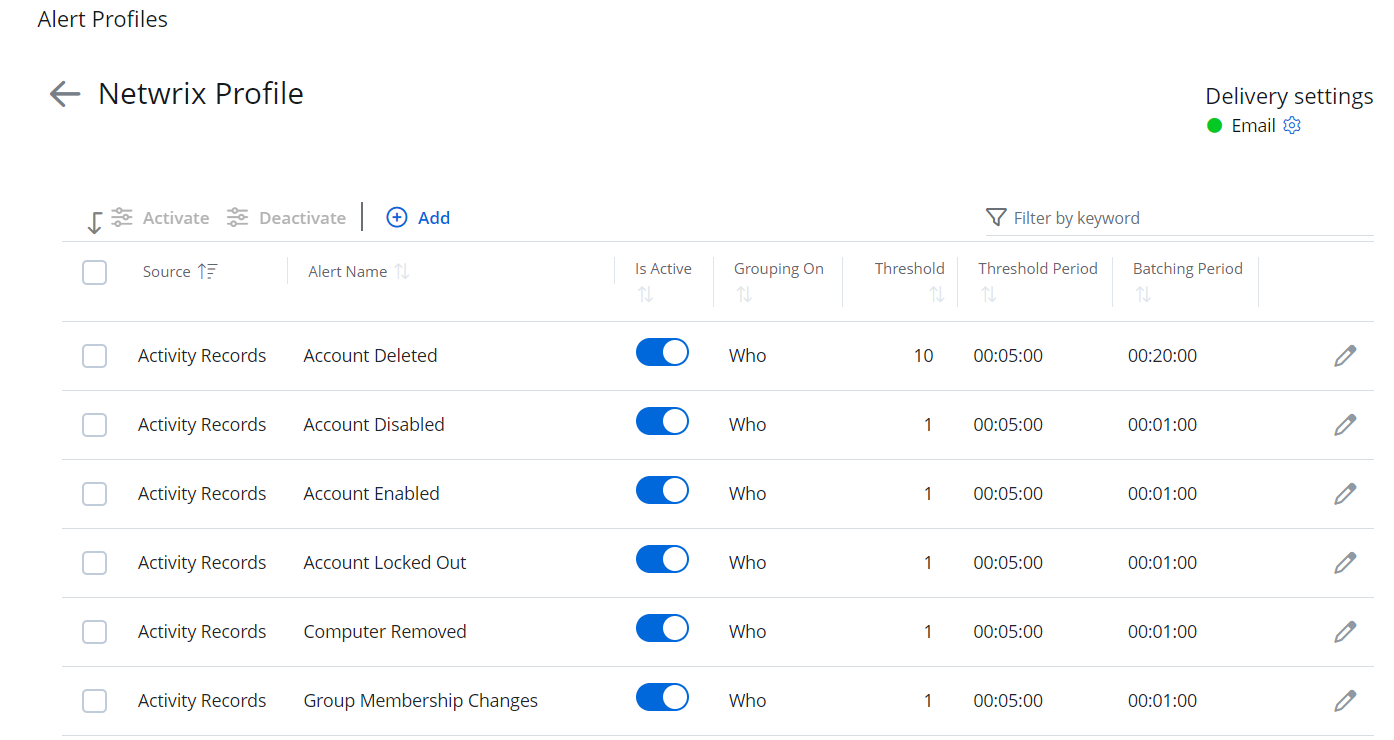 Alert Profiles
Netwrix Profile
Delivery settings
Email
Activate Deactivate Add Filter by keyword
Source Alert Name Is Active Grouping On Threshold Threshold Period Batching Period
Activity Records Account Deleted Who 10 00:05:00 00:20:00
Activity Records Account Disabled Who 1 00:05:00 00:01:00
Activity Records Account Enabled Who 1 00:05:00 00:01:00
Activity Records Account Locked Out Who 1 00:05:00 00:01:00
Activity Records Computer Removed Who 1 00:05:00 00:01:00
Activity Records Group Membership Changes Who 1 00:05:00 00:01:00